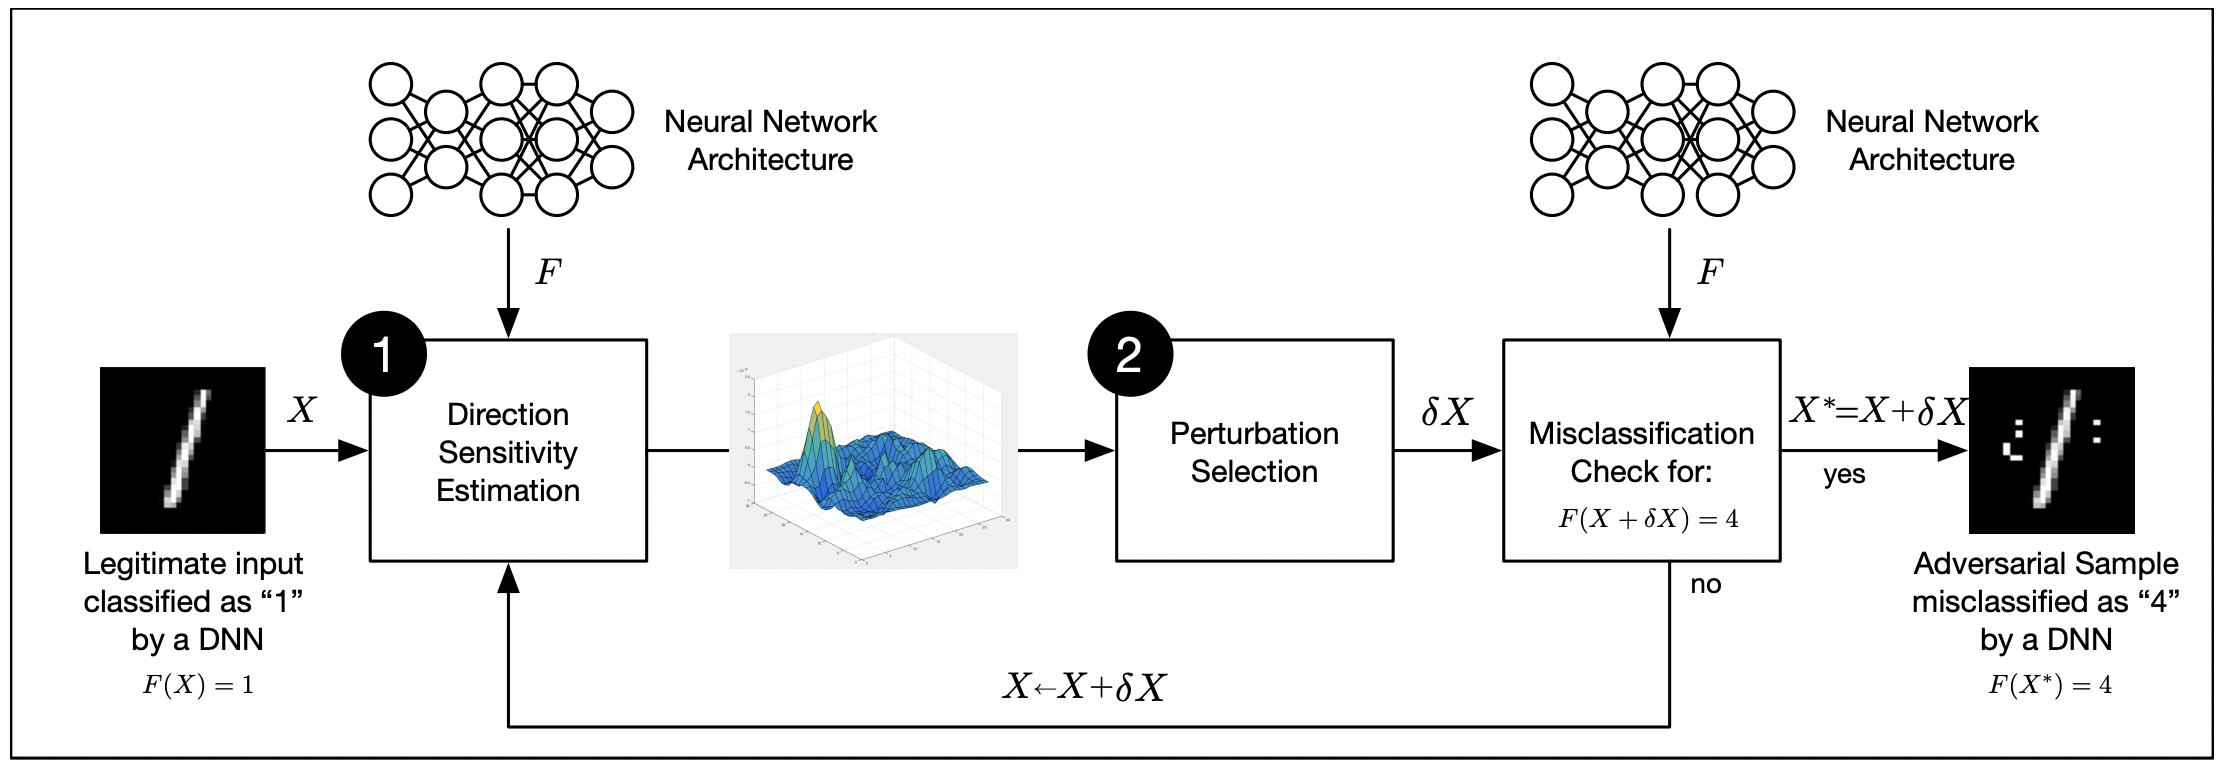 Neural Network
Architecture
Neural Network
Architecture
F
F
1
2
X
Direction
Sensitivity
Estimation
Perturbation
Selection
δX
Misclassification
Check for:
F(X + δX) = 4
X*=X+δX
yes
no
Legitimate input
classified as “1”
by a DNN
F(X) = 1
X←X+δX
Adversarial Sample
misclassified as “4”
by a DNN
F(X*) = 4